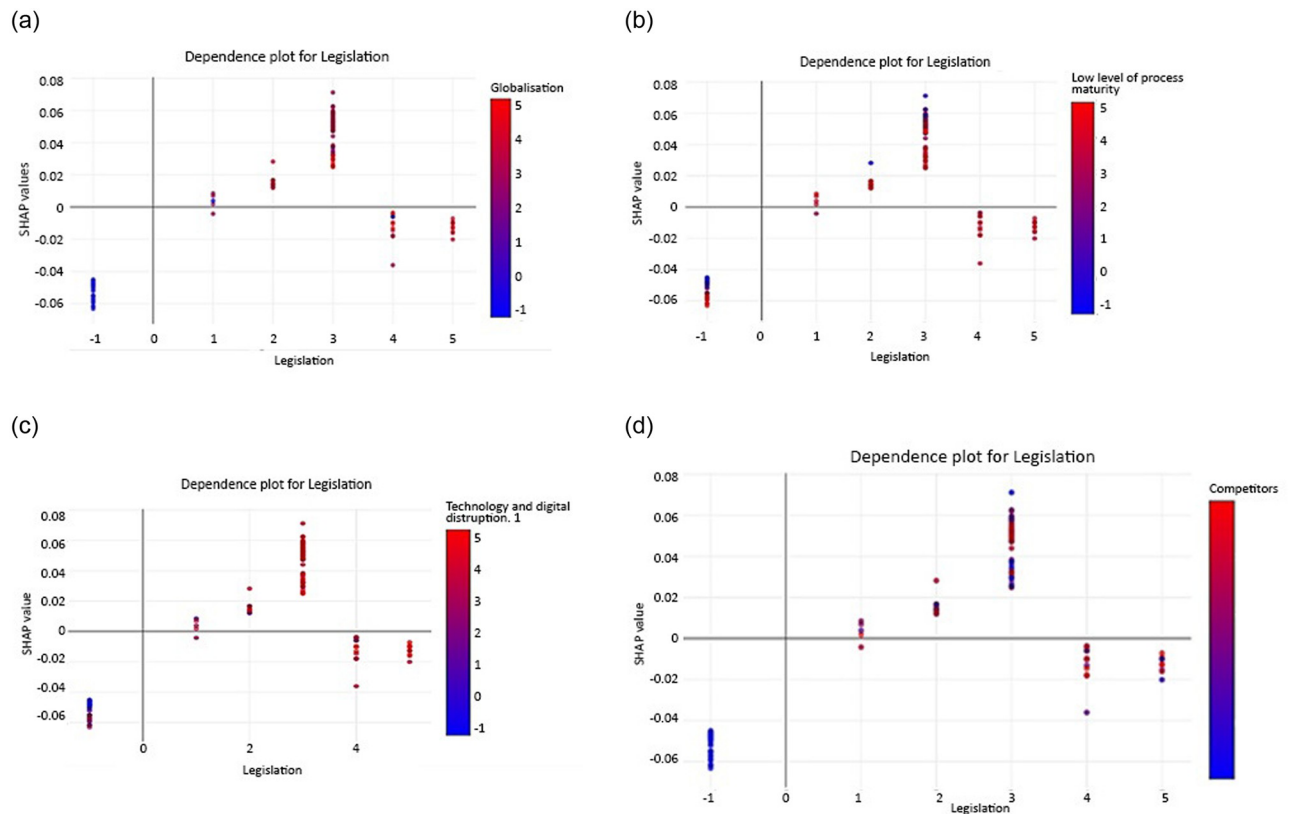 (a)
Dependence plot for Legislation
Globalisation
SHAP values
0.08
0.06
0.04
0.02
0
-0.02
-0.04
-0.06
-1 0 1 2 3 4 5
Legislation
5
4
3
2
1
0
-1
(b)
Dependence plot for Legislation
Low level of process
maturity
SHAP value
0.08
0.06
0.04
0.02
0
-0.02
-0.04
-0.06
-1 0 1 2 3 4 5
Legislation
5
4
3
2
1
0
-1
(c)
Dependence plot for Legislation
Technology and digital
distruption. 1
SHAP value
0.08
0.06
0.04
0.02
0
-0.02
-0.04
-0.06
0 2 4
Legislation
5
4
3
2
1
0
-1
(d)
Dependence plot for Legislation
Competitors
SHAP value
0.08
0.06
0.04
0.02
0
-0.02
-0.04
-0.06
-1 0 1 2 3 4 5
Legislation